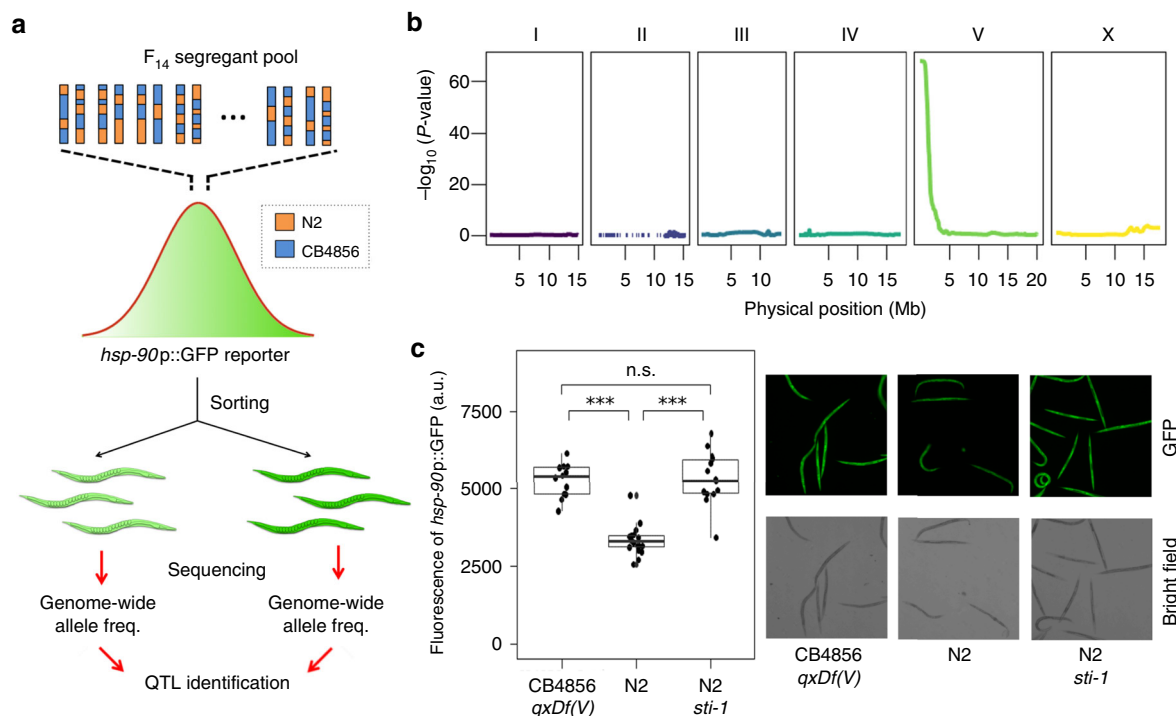 a
F14 segregant pool
...
N2
CB4856
hsp-90p::GFP reporter
Sorting
Sequencing
Genome-wide
allele freq.
Genome-wide
allele freq.
QTL identification
b
I II III IV V X
–log10 (P-value)
60
40
20
0
5 10 15 5 10 15 5 10 5 10 15 5 10 15 20 5 10 15
Physical position (Mb)
c
Fluorescence of hsp-90p::GFP (a.u.)
7500
5000
2500
0
n.s.
*** ***
CB4856
qxDf(V)
N2
N2
sti-1
GFP
Bright field
CB4856
qxDf(V)
N2
N2
sti-1